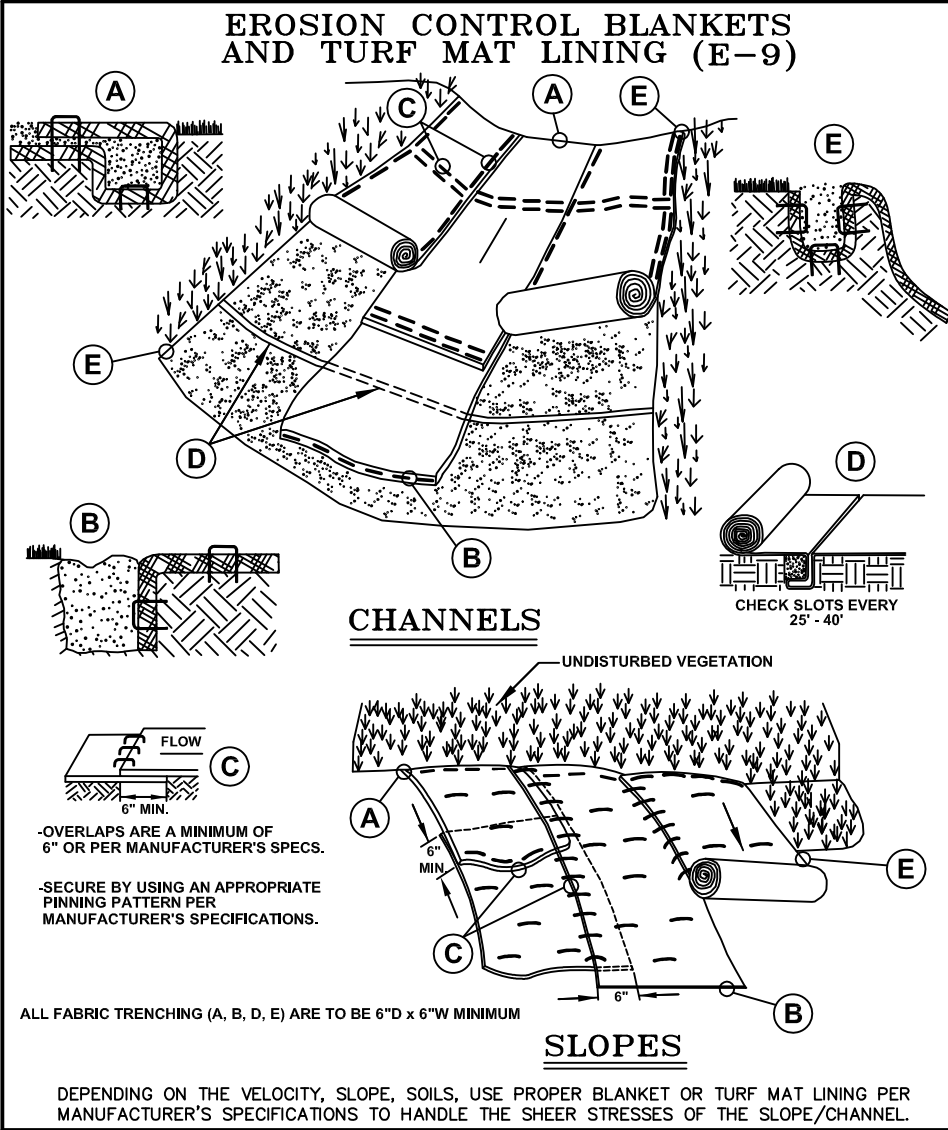 EROSION CONTROL BLANKETS
AND TURF MAT LINING (E-9)
A
C
A
E
E
E
D
B
B
D
CHECK SLOTS EVERY
25' - 40'
CHANNELS
UNDISTURBED VEGETATION
FLOW
C
6" MIN.
-OVERLAPS ARE A MINIMUM OF
6" OR PER MANUFACTURER'S SPECS.
-SECURE BY USING AN APPROPRIATE
PINNING PATTERN PER
MANUFACTURER'S SPECIFICATIONS.
A
6"
MIN.
E
C
6"
B
ALL FABRIC TRENCHING (A, B, D, E) ARE TO BE 6"D x 6"W MINIMUM
SLOPES
DEPENDING ON THE VELOCITY, SLOPE, SOILS, USE PROPER BLANKET OR TURF MAT LINING PER
MANUFACTURER'S SPECIFICATIONS TO HANDLE THE SHEER STRESSES OF THE SLOPE/CHANNEL.